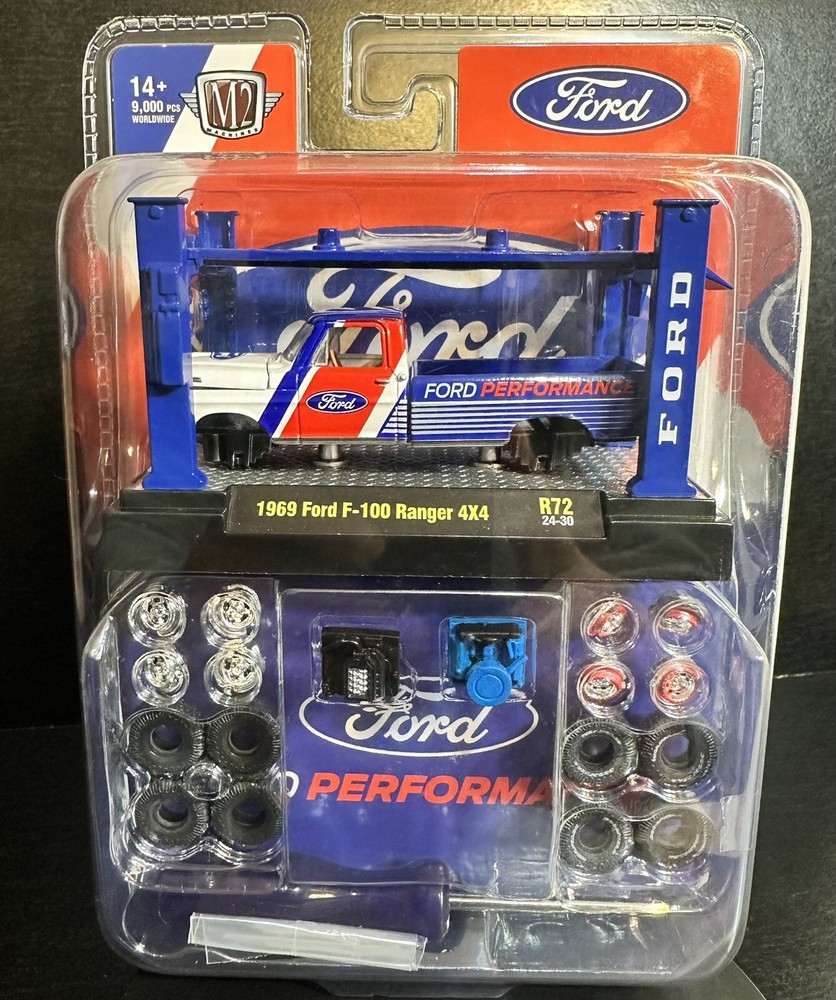 14+
9,000 PCS
WORLDWIDE
M2
MACHINES
Ford
Ford
FORD
Ford
FORD PERFORMANCE
1969 Ford F-100 Ranger 4X4
R72
24-30
Ford
PERFORMA